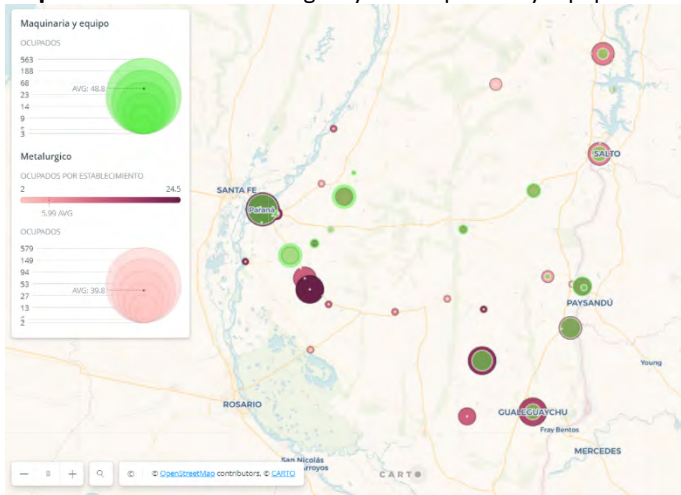 Maquinaria y equipo
OCUPADOS
563
188
68
23
14
9
3
AVG: 48.8
Metalurgico
OCUPADOS POR ESTABLECIMIENTO
2 24.5
5.99 AVG
OCUPADOS
579
149
94
53
27
13
2
AVG: 39.8
SALTO
SANTA FE
Paraná
PAYSANDÚ
Young
ROSARIO
GUALEGUAYCHU
Fray Bentos
MERCEDES
San Nicolás
Arroyos
CARTO
8
© © OpenStreetMap contributors, © CARTO